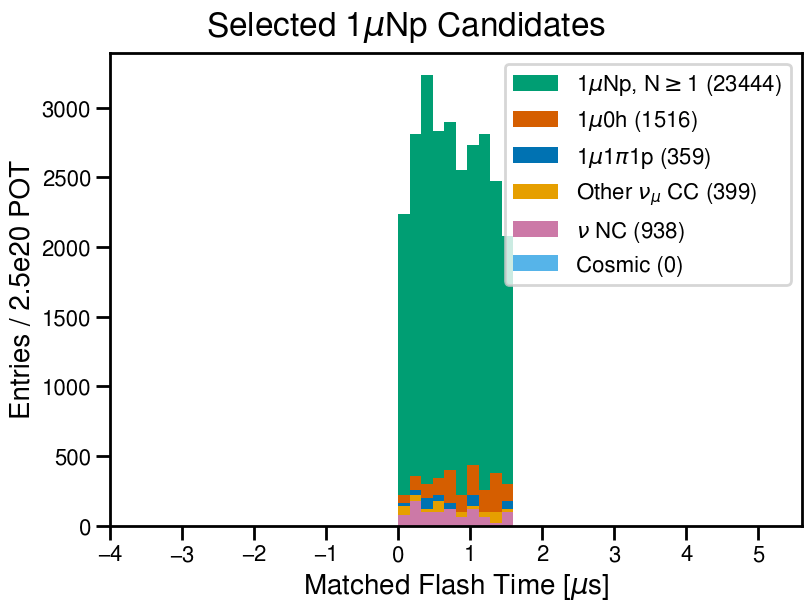 Selected 1μNp Candidates
Entries / 2.5e20 POT
3000
2500
2000
1500
1000
500
0
1μNp, N ≥ 1 (23444)
1μ0h (1516)
1μ1π1p (359)
Other νμ CC (399)
ν NC (938)
Cosmic (0)
−4 −3 −2 −1 0 1 2 3 4 5
Matched Flash Time [μs]